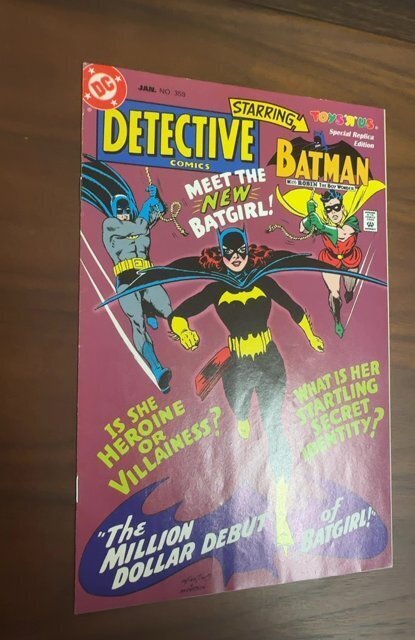 DC
JAN. NO. 359
STARRING
TOYS "R" US.
Special Replica
Edition
DETECTIVE
COMICS
BATMAN
WITH ROBIN THE BOY WONDER
MEET THE
NEW
BATGIRL!
IS SHE
HEROINE
OR
VILLAINESS?
WHAT IS HER
STARTLING
SECRET
IDENTITY?
"The
MILLION
DOLLAR DEBUT
of
BATGIRL!"